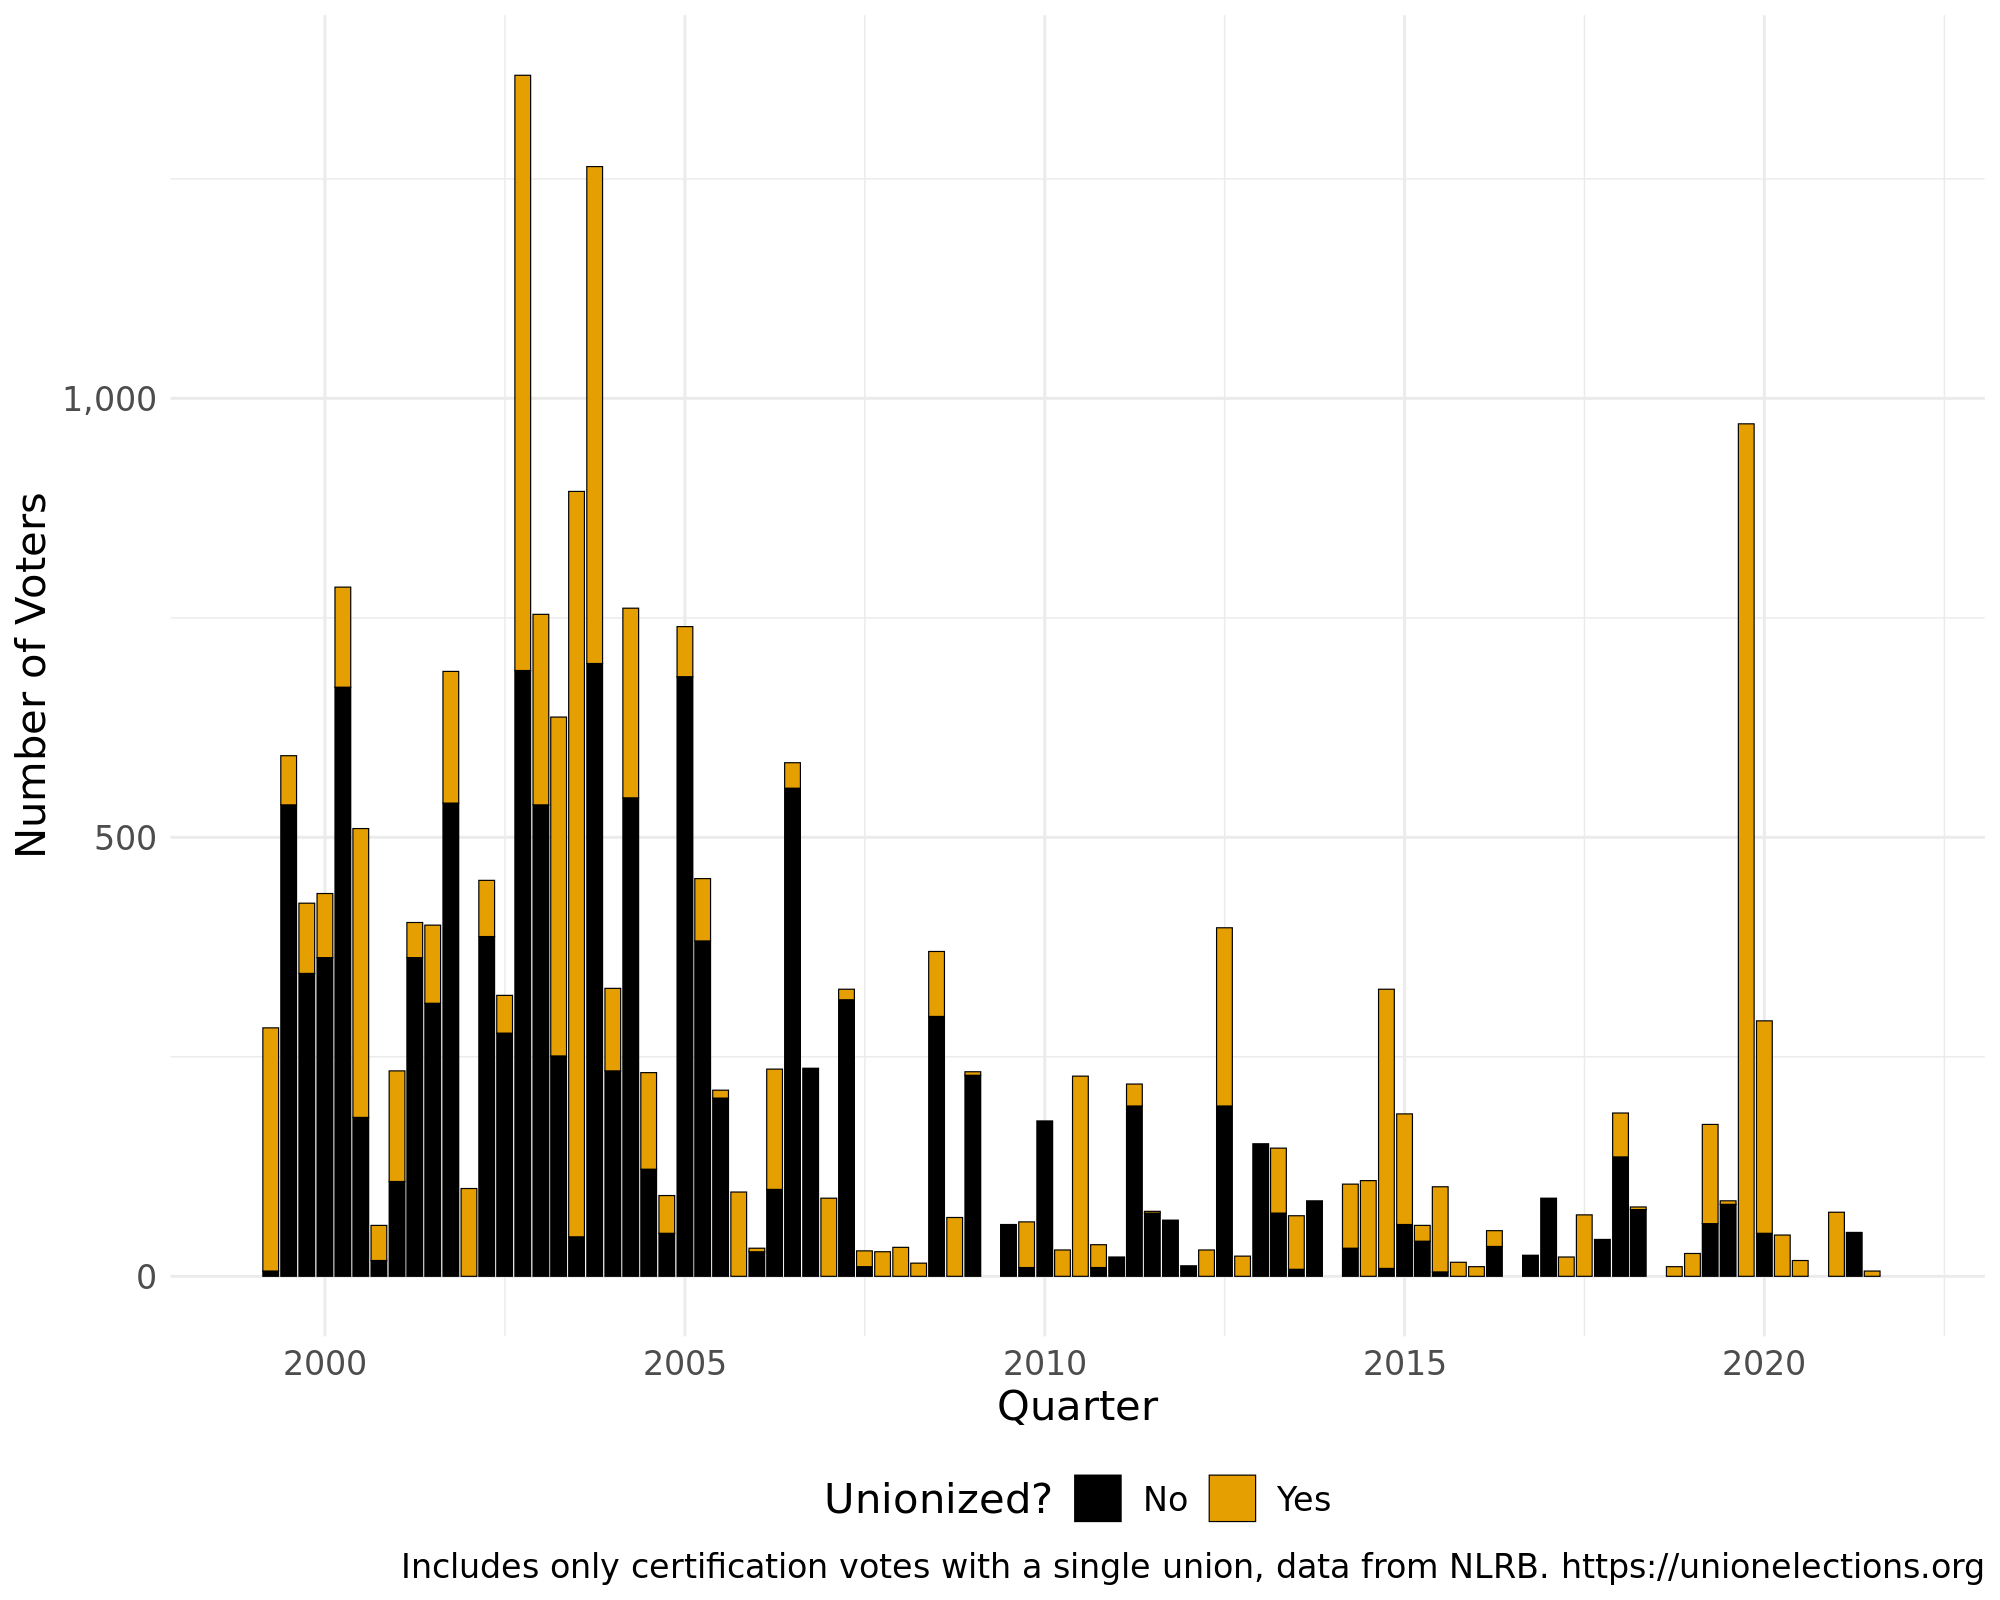 Number of Voters
1,000
500
0
2000 2005 2010 2015 2020
Quarter
Unionized? No Yes
Includes only certification votes with a single union, data from NLRB. https://unionelections.org